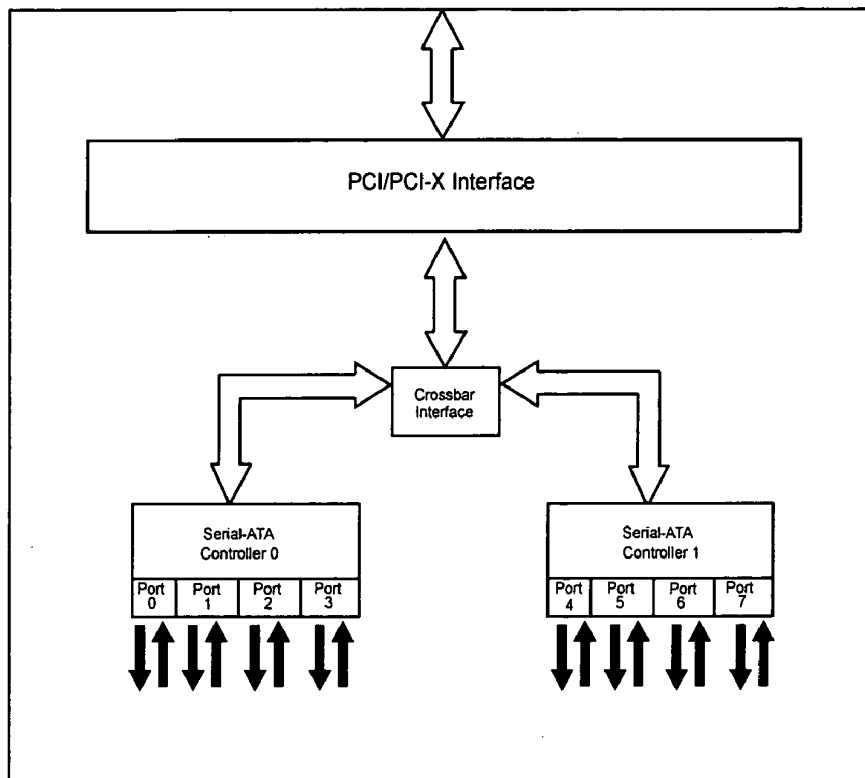 PCI/PCI-X Interface
Crossbar
Interface
Serial-ATA
Controller 0
Port
0
Port
1
Port
2
Port
3
Serial-ATA
Controller 1
Port
4
Port
5
Port
6
Port
7